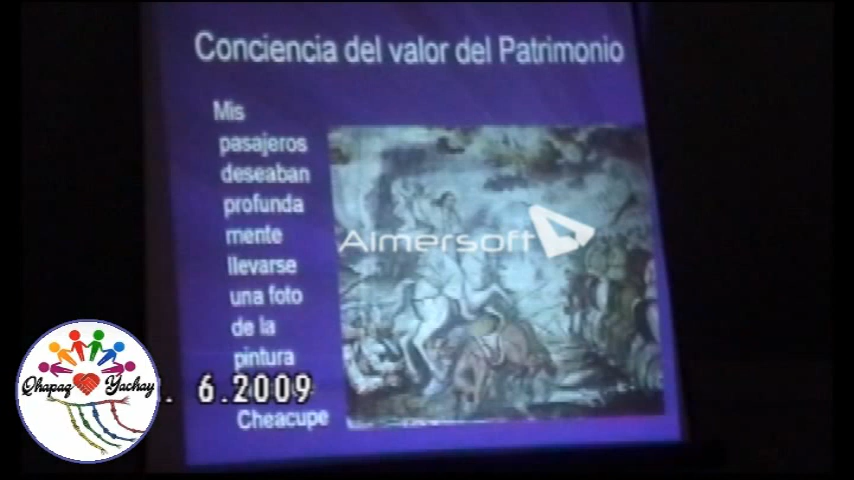 Conciencia del valor del Patrimonio
Mis
pasajeros
deseaban
profunda
mente
llevarse
una foto
de la
pintura
Cheacupe
Aimersoft
Qhapaq Yachay
. 6.2009